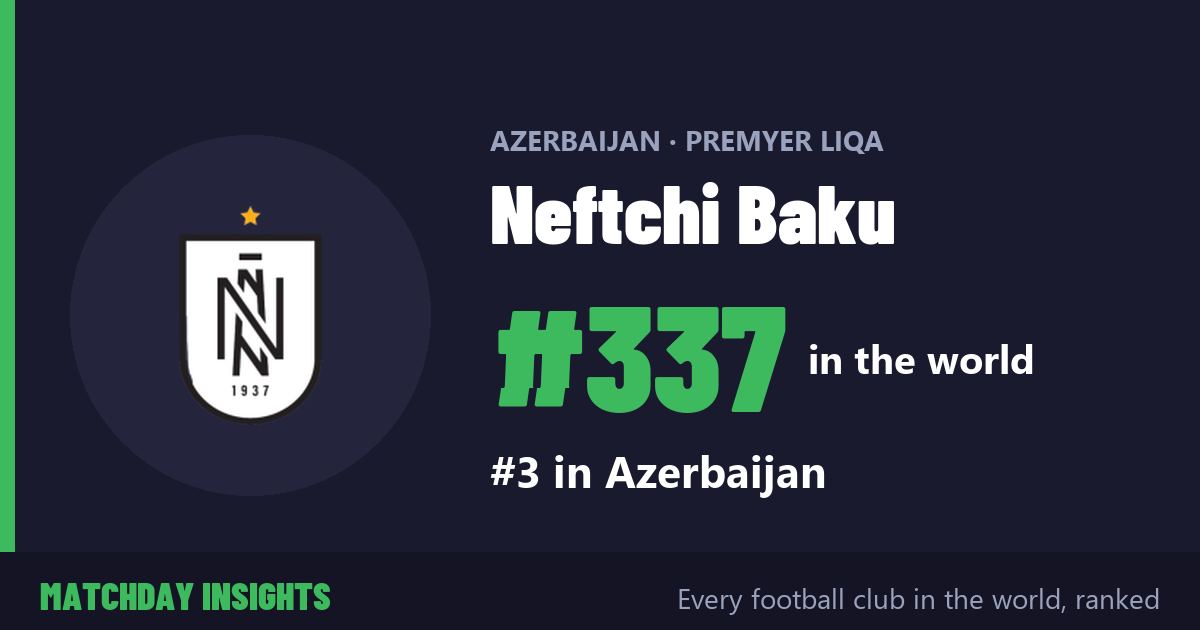 AZERBAIJAN · PREMYER LIQA
Neftchi Baku
#337 in the world
#3 in Azerbaijan
N
1937
MATCHDAY INSIGHTS
Every football club in the world, ranked